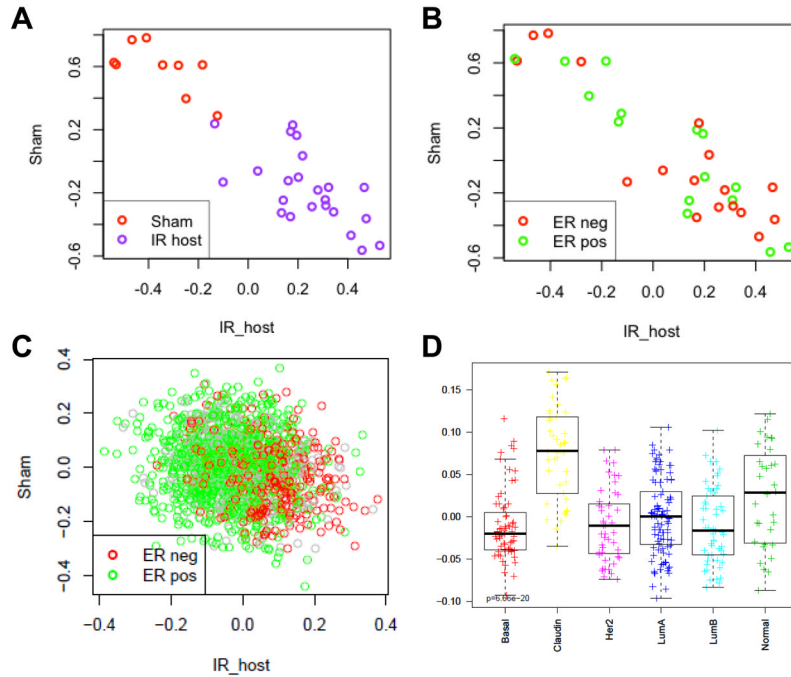 A
Sham
0.6
0.2
-0.2
-0.6
Sham
IR host
-0.4
-0.2
0.0
0.2
0.4
IR_host
B
Sham
0.6
0.2
-0.2
-0.6
ER neg
ER pos
-0.4
-0.2
0.0
0.2
0.4
IR_host
C
Sham
0.4
0.2
0.0
−0.2
−0.4
ER neg
ER pos
−0.4
−0.2
0.0
0.2
0.4
IR_host
D
0.15
0.10
0.05
0.00
−0.05
−0.10
p=6.66e−20
Basal
Claudin
Her2
LumA
LumB
Normal